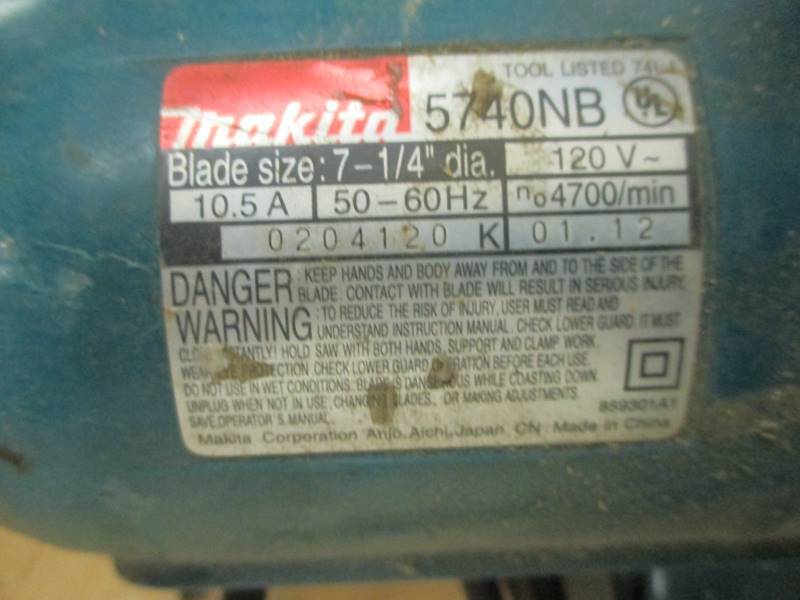 TOOL LISTED
makita 5740NB UL
Blade size: 7-1/4" dia. 120 V~
10.5 A 50-60Hz no4700/min
0204120 K 01.12
DANGER : KEEP HANDS AND BODY AWAY FROM AND TO THE SIDE OF THE
BLADE. CONTACT WITH BLADE WILL RESULT IN SERIOUS INJURY.
WARNING : TO REDUCE THE RISK OF INJURY, USER MUST READ AND
UNDERSTAND INSTRUCTION MANUAL. CHECK LOWER GUARD. IT MUST
HOLD SAW WITH BOTH HANDS, SUPPORT AND CLAMP WORK.
CHECK LOWER GUARD BEFORE EACH USE.
DO NOT USE IN WET CONDITIONS. BLADE IS DANGEROUS WHILE COASTING DOWN.
UNPLUG WHEN NOT IN USE, CHANGING BLADES, OR MAKING ADJUSTMENTS.
SAVE OPERATOR'S MANUAL. 859301A1
Makita Corporation Anjo, Aichi, Japan CN Made in China